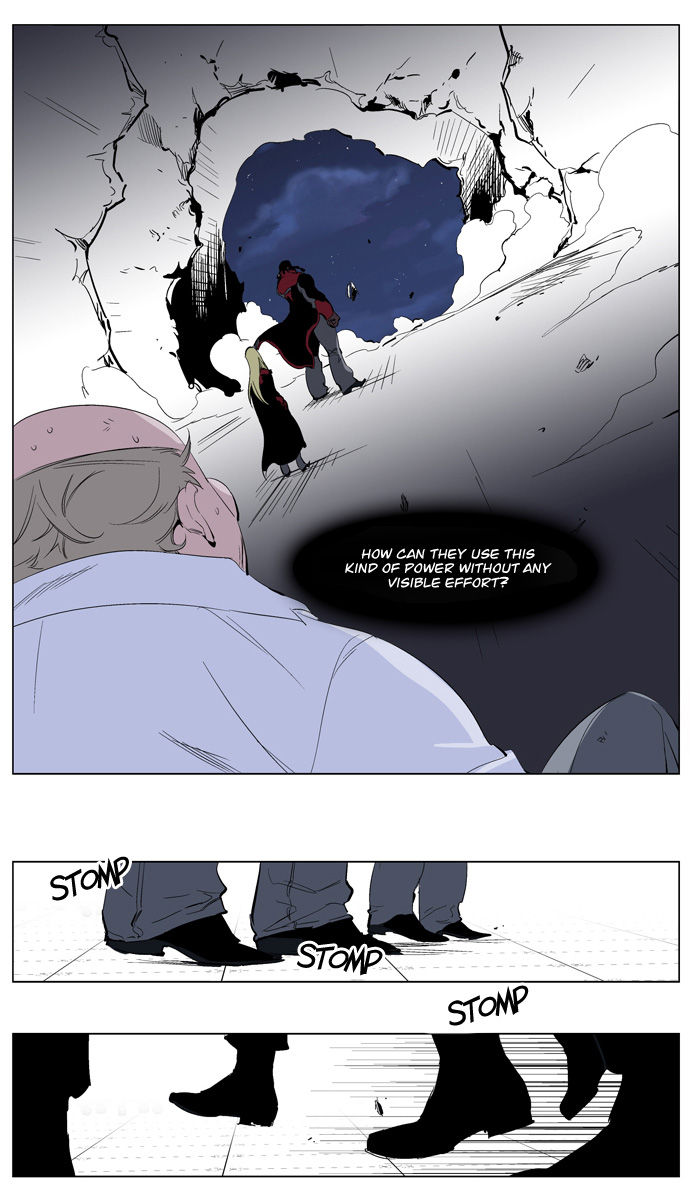 HOW CAN THEY USE THIS
KIND OF POWER WITHOUT ANY
VISIBLE EFFORT?
STOMP
STOMP
STOMP